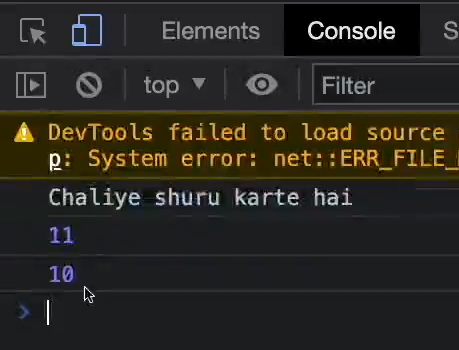 Elements Console
top Filter
DevTools failed to load source
p: System error: net::ERR_FILE_
Chaliye shuru karte hai
11
10